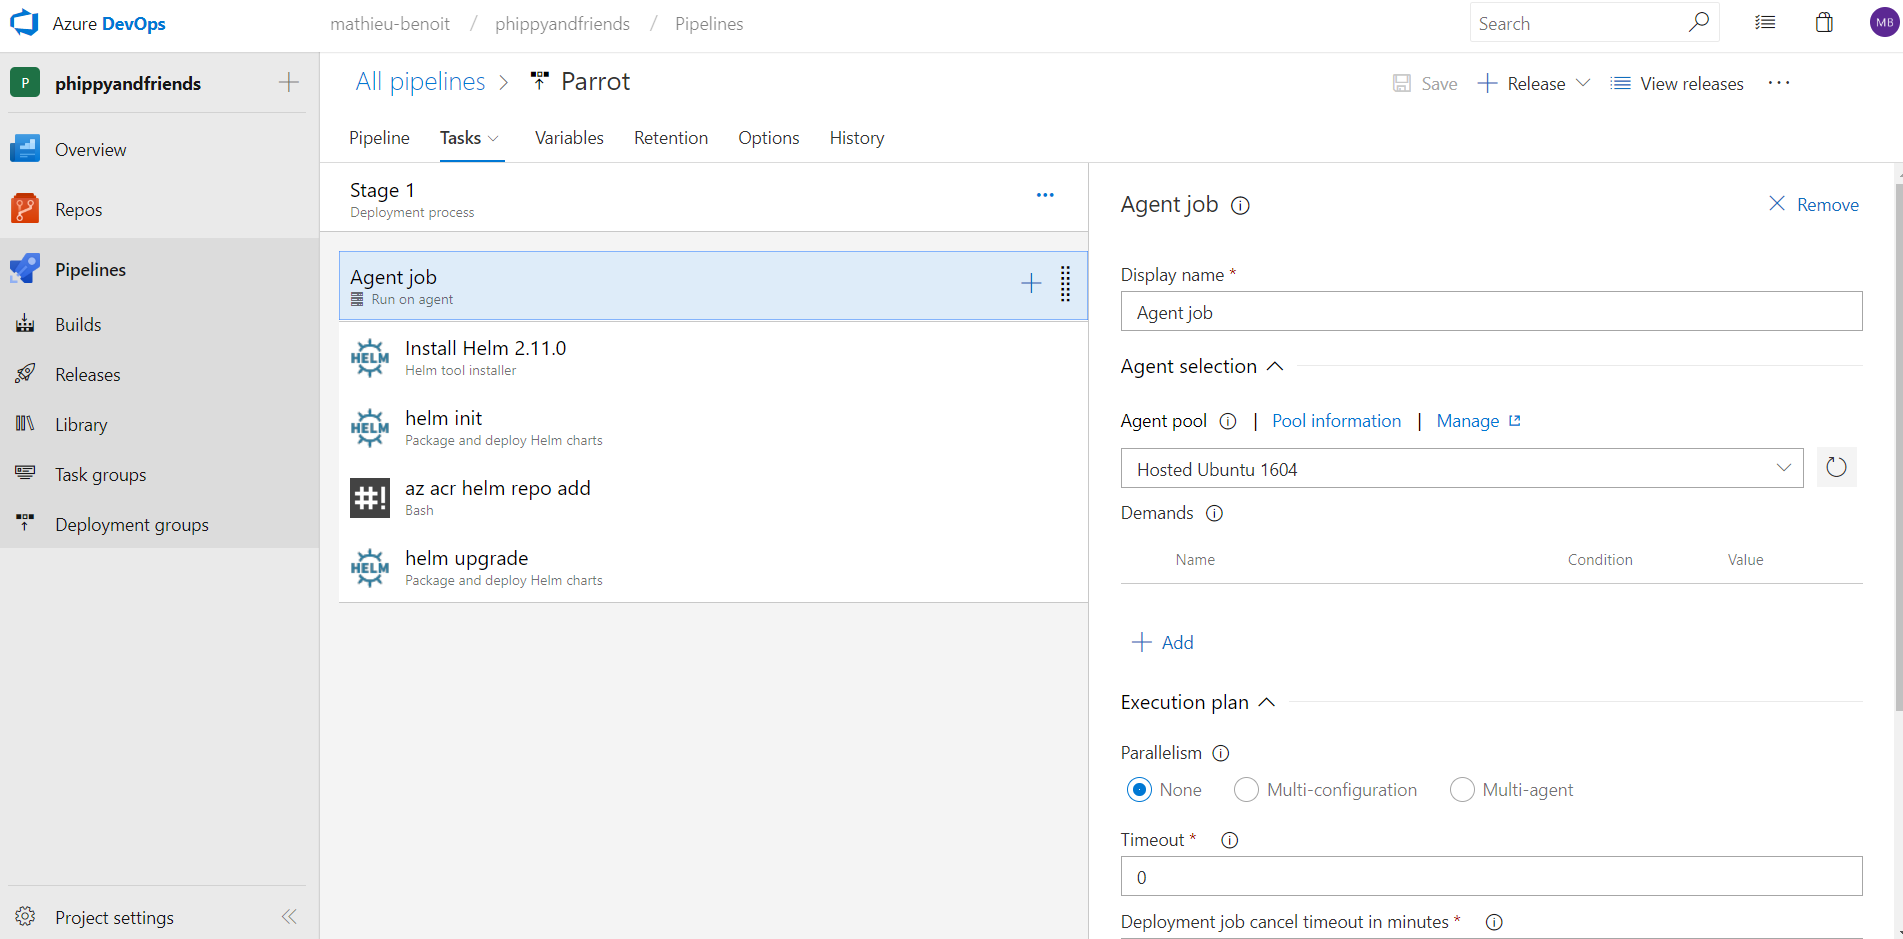 Azure DevOps
mathieu-benoit / phippyandfriends / Pipelines
Search
MB
P phippyandfriends
Overview
Repos
Pipelines
Builds
Releases
Library
Task groups
Deployment groups
Project settings
All pipelines > Parrot
Save
Release
View releases
Pipeline Tasks Variables Retention Options History
Stage 1
Deployment process
Agent job
Run on agent
HELM
Install Helm 2.11.0
Helm tool installer
HELM
helm init
Package and deploy Helm charts
#!
az acr helm repo add
Bash
HELM
helm upgrade
Package and deploy Helm charts
Agent job
Remove
Display name *
Agent job
Agent selection
Agent pool | Pool information | Manage
Hosted Ubuntu 1604
Demands
Name Condition Value
Add
Execution plan
Parallelism
None Multi-configuration Multi-agent
Timeout *
0
Deployment job cancel timeout in minutes *